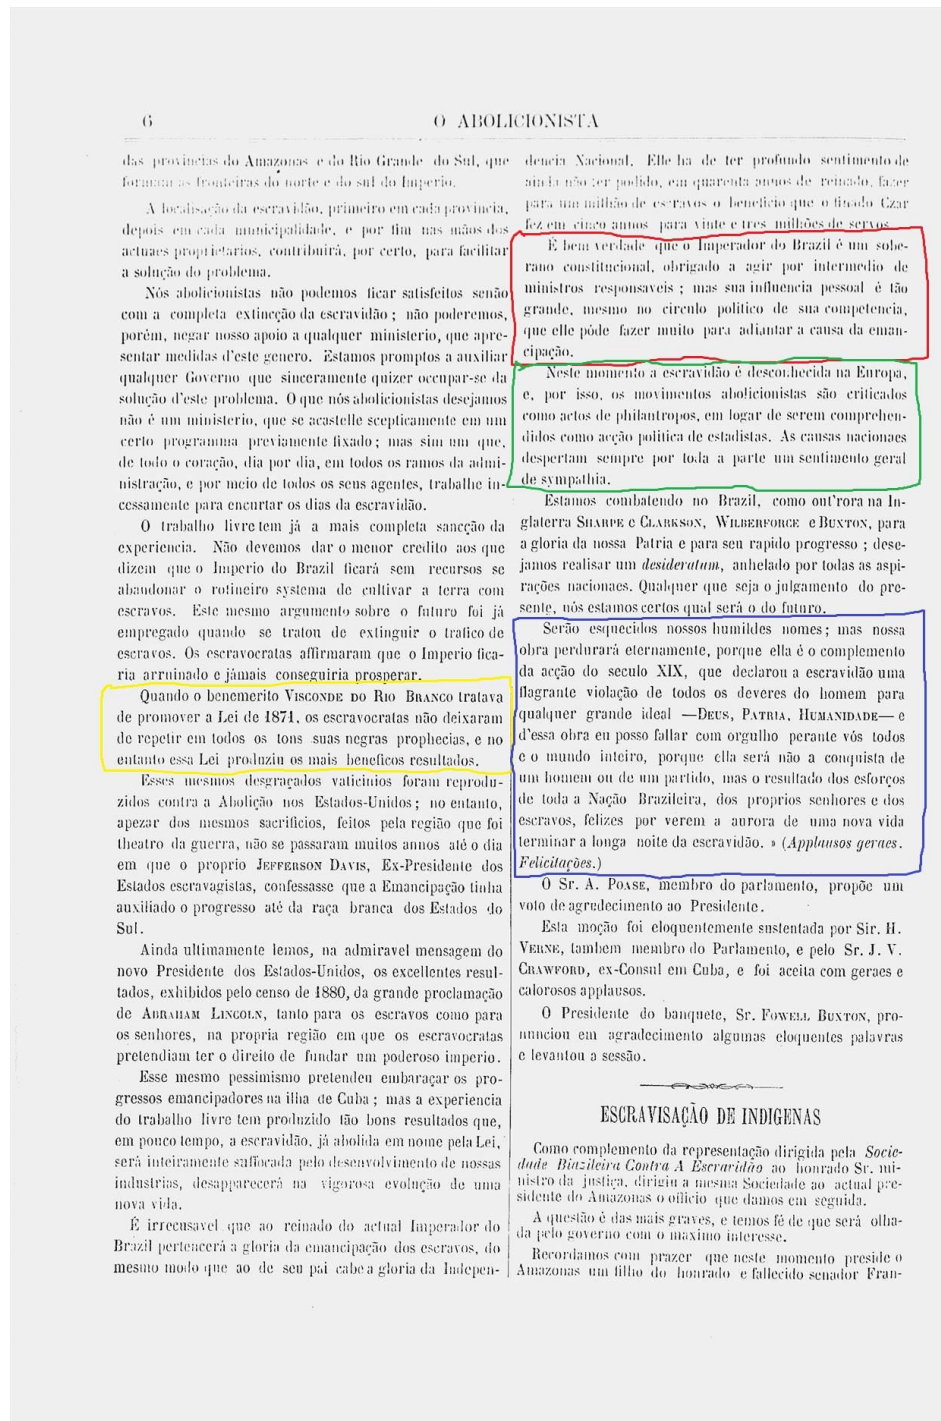 6
O ABOLICIONISTA
das provincias do Amazonas e do Rio Grande do Sul, que
formam as fronteiras do norte e do sul do Imperio.
A localisação da escravidão, primeiro em cada provincia,
depois em cada municipalidade, e por fim nas mãos dos
actuaes proprietarios, contribuirá, por certo, para facilitar
a solução do problema.
Nós abolicionistas não podemos ficar satisfeitos senão
com a completa extincção da escravidão ; não poderemos,
porém, negar nosso apoio a qualquer ministerio, que apre-
sentar medidas d'este genero. Estamos promptos a auxiliar
qualquer Governo que sinceramente quizer occupar-se da
solução d'este problema. O que nós abolicionistas desejamos
não é um ministerio, que se acastelle scepticamente em um
certo programma previamente fixado ; mas sim um que,
de todo o coração, dia por dia, em todos os ramos da admi-
nistração, e por meio de todos os seus agentes, trabalhe in-
cessamente para encurtar os dias da escravidão.
O trabalho livre tem já a mais completa sancção da
experiencia. Não devemos dar o menor credito aos que
dizem que o Imperio do Brazil ficará sem recursos se
abandonar o rotineiro systema de cultivar a terra com
escravos. Este mesmo argumento sobre o futuro foi já
empregado quando se tratou de extinguir o trafico de
escravos. Os escravocratas affirmaram que o Imperio fica-
ria arruinado e jámais conseguiria prosperar.
Quando o benemerito VISCONDE DO RIO BRANCO tratava
de promover a Lei de 1871, os escravocratas não deixaram
de repetir em todos os tons suas negras prophecias, e no
entanto essa Lei produziu os mais beneficos resultados.
Esses mesmos desgraçados vaticinios foram reprodu-
zidos contra a Abolição nos Estados-Unidos ; no entanto,
apezar dos mesmos sacrificios, feitos pela região que foi
theatro da guerra, não se passaram muitos annos até o dia
em que o proprio JEFFERSON DAVIS, Ex-Presidente dos
Estados escravagistas, confessasse que a Emancipação tinha
auxiliado o progresso até da raça branca dos Estados do
Sul.
Ainda ultimamente lemos, na admiravel mensagem do
novo Presidente dos Estados-Unidos, os excellentes resul-
tados, exhibidos pelo censo de 1880, da grande proclamação
de ABRAHAM LINCOLN, tanto para os escravos como para
os senhores, na propria região em que os escravocratas
pretendiam ter o direito de fundar um poderoso imperio.
Esse mesmo pessimismo pretendeu embaraçar os pro-
gressos emancipadores na ilha de Cuba ; mas a experiencia
do trabalho livre tem produzido tão bons resultados que,
em pouco tempo, a escravidão, já abolida em nome pela Lei,
será inteiramente suffocada pelo desenvolvimento de nossas
industrias, desapparecerá na vigorosa evolução de uma
nova vida.
É irrecusavel que ao reinado do actual Imperador do
Brazil pertencerá a gloria da emancipação dos escravos, do
mesmo modo que ao de seu pai cabe a gloria da Indepen-
dencia Nacional. Elle ha de ter profundo sentimento de
ainda não ter podido, em quarenta annos de reinado, fazer
para um milhão de escravos o beneficio que o finado Czar
fez em cinco annos para vinte e tres milhões de servos.
É bem verdade que o Imperador do Brazil é um sobe-
rano constitucional, obrigado a agir por intermedio de
ministros responsaveis ; mas sua influencia pessoal é tão
grande, mesmo no circulo politico de sua competencia,
que elle póde fazer muito para adiantar a causa da eman-
cipação.
Neste momento a escravidão é desconhecida na Europa,
e, por isso, os movimentos abolicionistas são criticados
como actos de philantropos, em logar de serem comprehen-
didos como acção politica de estadistas. As causas nacionaes
despertam sempre por toda a parte um sentimento geral
de sympathia.
Estamos combatendo no Brazil, como out'rora na In-
glaterra SHARPE e CLARKSON, WILBERFORCE e BUXTON, para
a gloria da nossa Patria e para seu rapido progresso ; dese-
jamos realisar um desideratum, anhelado por todas as aspi-
rações nacionaes. Qualquer que seja o julgamento do pre-
sente, nós estamos certos qual será o do futuro.
Serão esquecidos nossos humildes nomes ; mas nossa
obra perdurará eternamente, porque ella é o complemento
da acção do seculo XIX, que declarou a escravidão uma
flagrante violação de todos os deveres do homem para
qualquer grande ideal —DEUS, PATRIA, HUMANIDADE— e
d'essa obra eu posso fallar com orgulho perante vós todos
e o mundo inteiro, porque ella será não a conquista de
um homem ou de um partido, mas o resultado dos esforços
de toda a Nação Brazileira, dos proprios senhores e dos
escravos, felizes por verem a aurora de uma nova vida
terminar a longa noite da escravidão. » (Applausos geraes.
Felicitações.)
O Sr. A. POASE, membro do parlamento, propõe um
voto de agredecimento ao Presidente.
Esta moção foi eloquentemente sustentada por Sir. H.
VERNE, tambem membro do Parlamento, e pelo Sr. J. V.
CRAWFORD, ex-Consul em Cuba, e foi aceita com geraes e
calorosos applausos.
O Presidente do banquete, Sr. FOWELL BUXTON, pro-
nunciou em agradecimento algumas eloquentes palavras
e levantou a sessão.
ESCRAVISAÇÃO DE INDIGENAS
Como complemento da representação dirigida pela Socie-
dade Brazileira Contra A Escravidão ao honrado Sr. mi-
nistro da justiça, dirigiu a mesma Sociedade ao actual pre-
sidente do Amazonas o officio que damos em seguida.
A questão é das mais graves, e temos fé de que será olha-
da pelo governo com o maximo interesse.
Recordamos com prazer que neste momento preside o
Amazonas um filho do honrado e fallecido senador Fran-